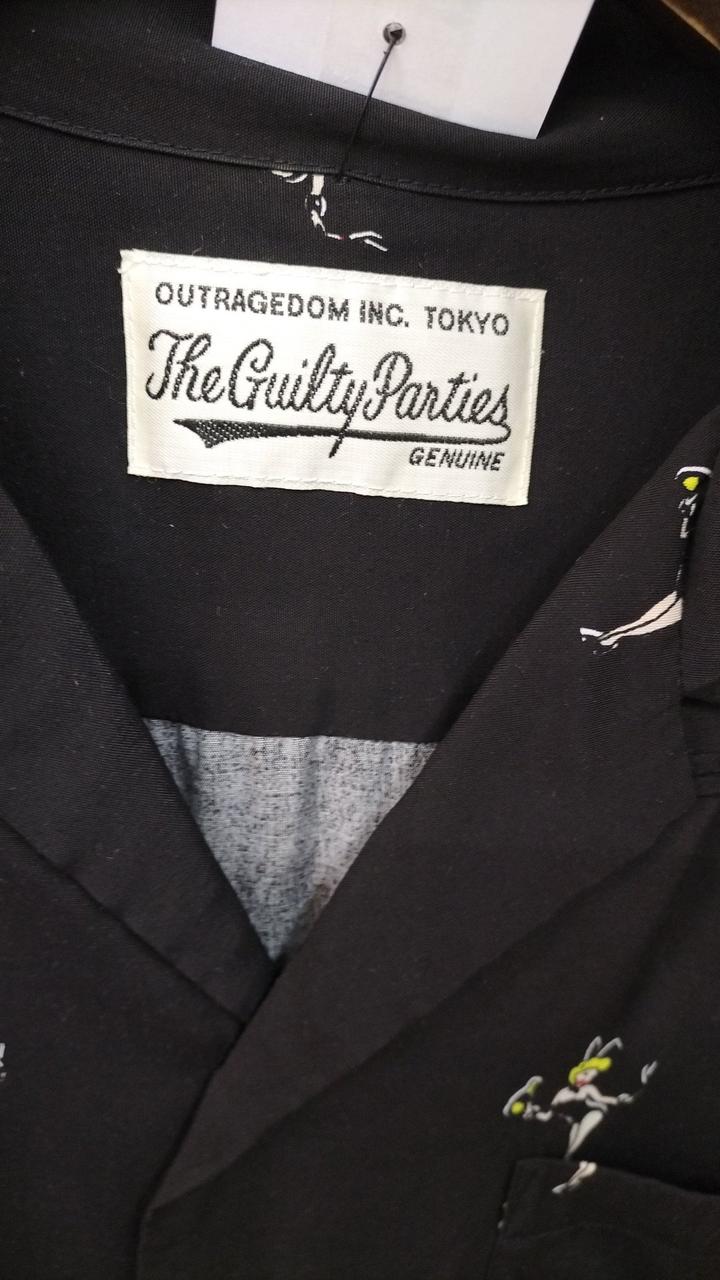 OUTRAGEDOM INC. TOKYO
The Guilty Parties
GENUINE